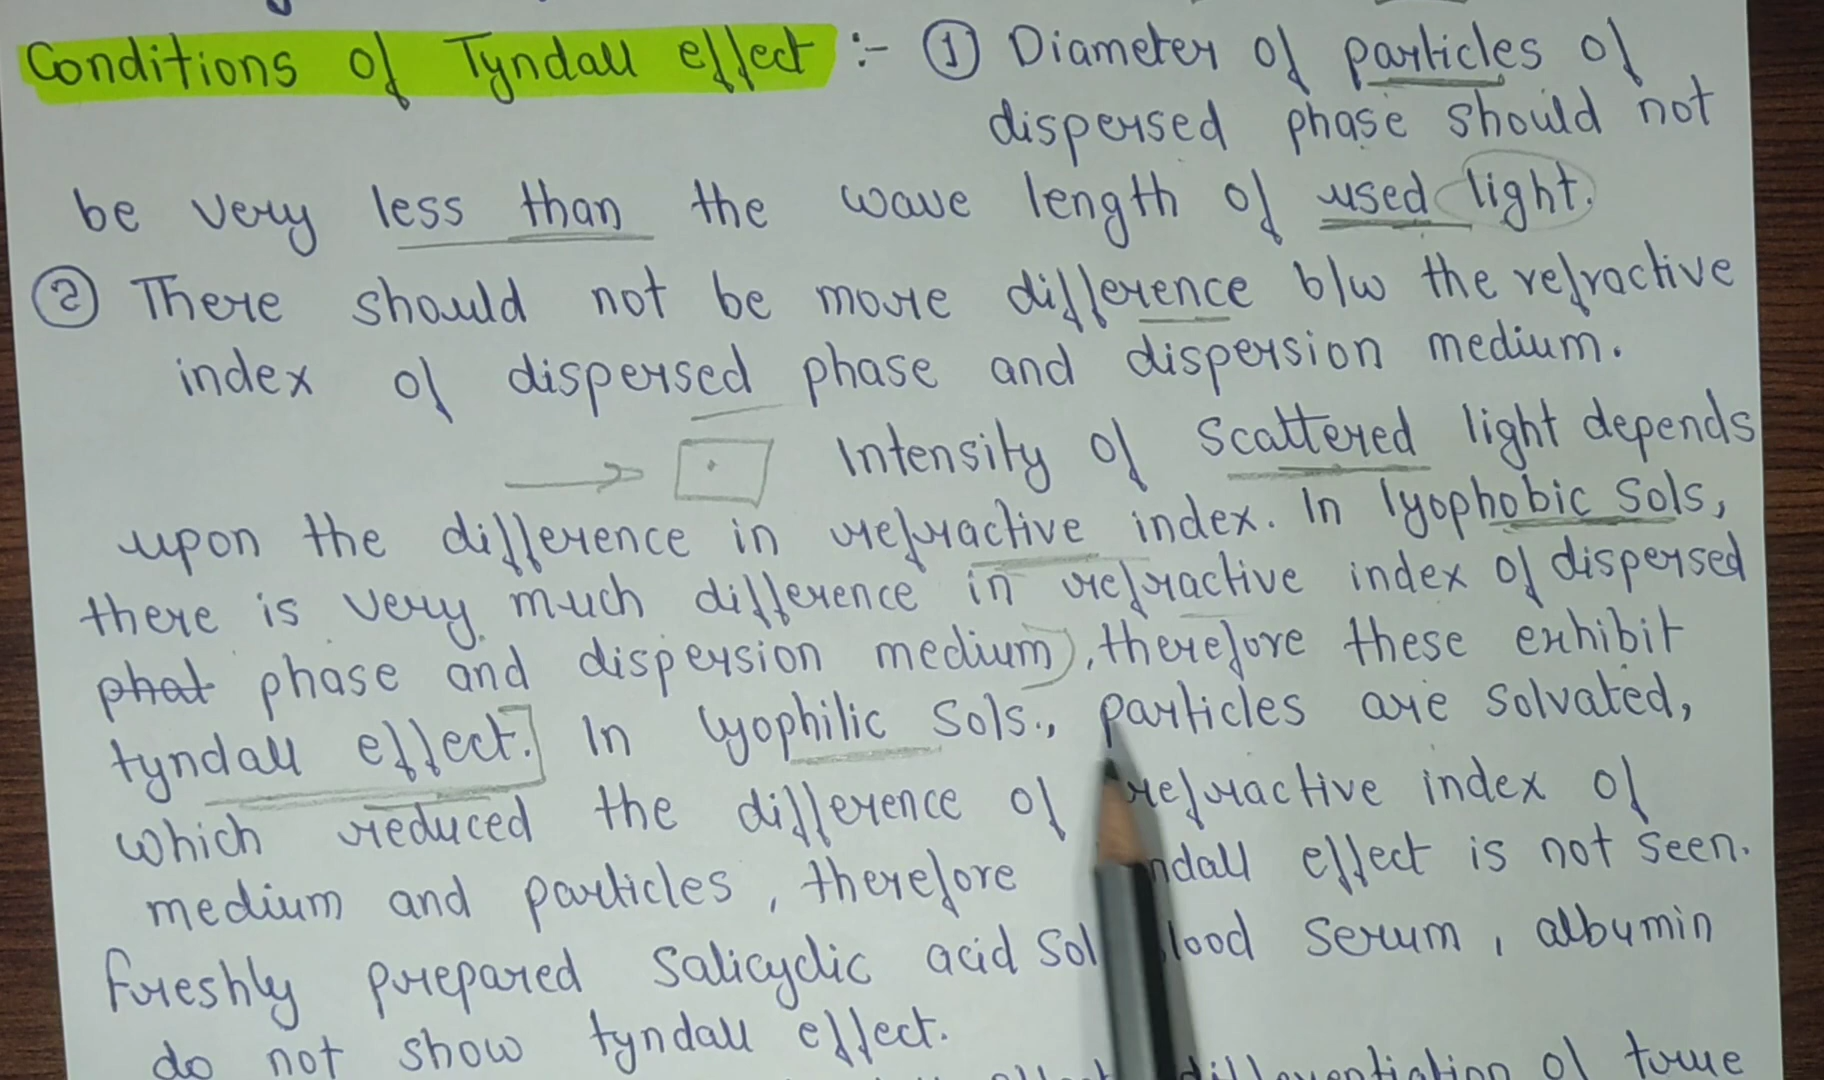 Conditions of Tyndall effect :- ① Diameter of particles of
dispersed phase should not
be very less than the wave length of used light.
② There should not be more difference b/w the refractive
index of dispersed phase and dispersion medium.
Intensity of scattered light depends
upon the difference in refractive index. In lyophobic sols,
there is very much difference in refractive index of dispersed
phat phase and dispersion medium, therefore these exhibit
tyndall effect. In lyophilic sols., particles are solvated,
which reduced the difference of refractive index of
medium and particles, therefore ndall effect is not seen.
freshly prepared salicyclic acid sol lood serum, albumin
do not show tyndall effect.
of true